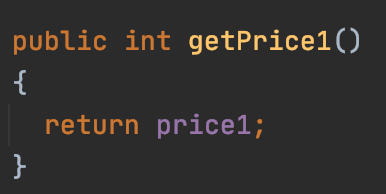 public int getPrice1()
{
return price1;
}